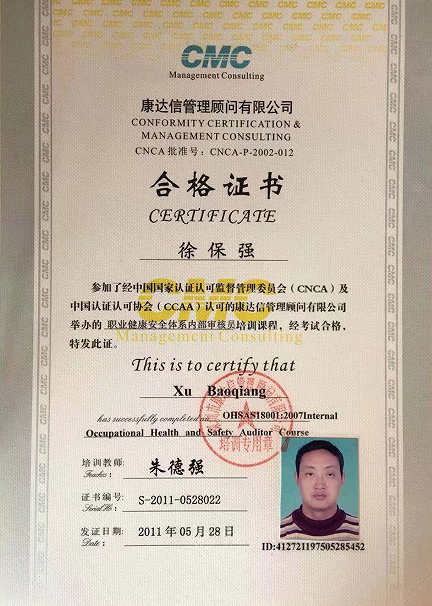 CMC
Management Consulting
康达信管理顾问有限公司
CONFORMITY CERTIFICATION &
MANAGEMENT CONSULTING
CNCA 批准号：CNCA-P-2002-012
合格证书
CERTIFICATE
徐保强
参加了经中国国家认证认可监督管理委员会（CNCA）及
中国认证认可协会（CCAA）认可的康达信管理顾问有限公司
举办的 职业健康安全体系内部审核员培训课程，经考试合格，
特发此证。
CMC
Management Consulting
This is to certify that
Xu Baoqiang
has successfully completed an OHSAS18001:2007Internal
Occupational Health and Safety Auditor Course
培训专用章
培训教师： 朱德强
Teacher :
证书编号： S-2011-0528022
Serial №：
发证日期： 2011 年 05 月 28 日
Date :
ID:412721197505285452